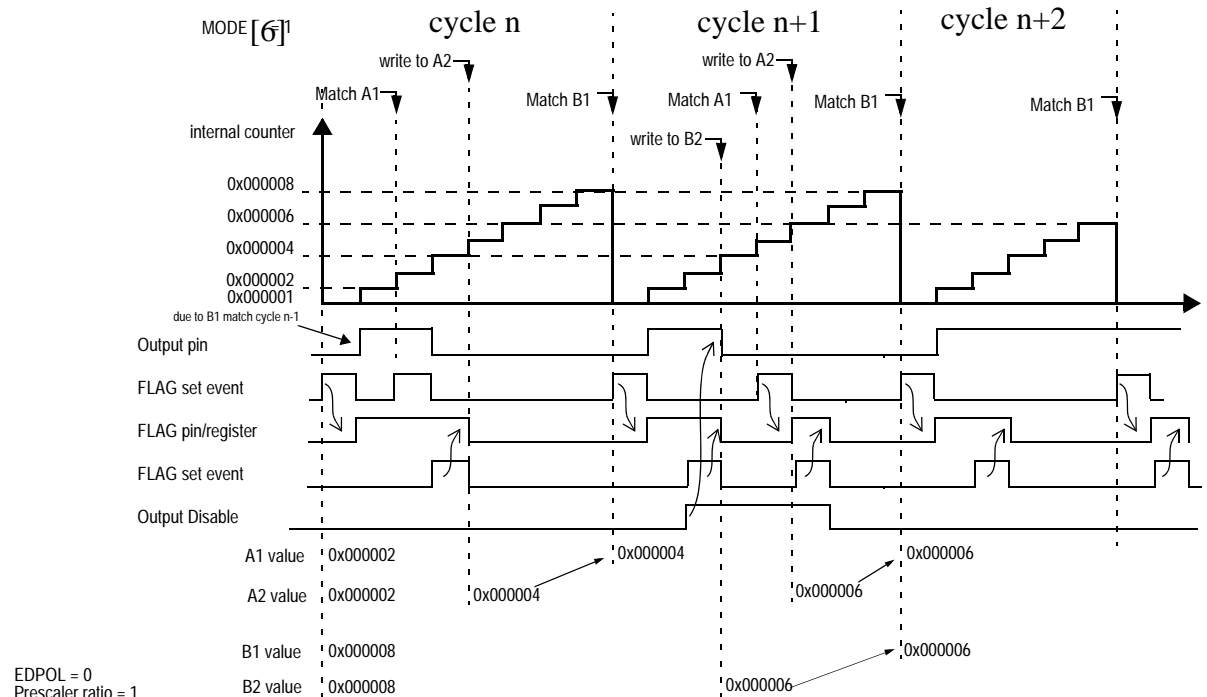 MODE[6]=1
cycle n
cycle n+1
cycle n+2
write to A2
write to A2
Match A1
Match B1
Match A1
Match B1
Match B1
write to B2
internal counter
0x000008
0x000006
0x000004
0x000002
0x000001
due to B1 match cycle n-1
Output pin
FLAG set event
FLAG pin/register
FLAG set event
Output Disable
A1 value 0x000002 0x000004 0x000006
A2 value 0x000002 0x000004 0x000006
B1 value 0x000008 0x000006
B2 value 0x000008 0x000006
EDPOL = 0
Prescaler ratio = 1